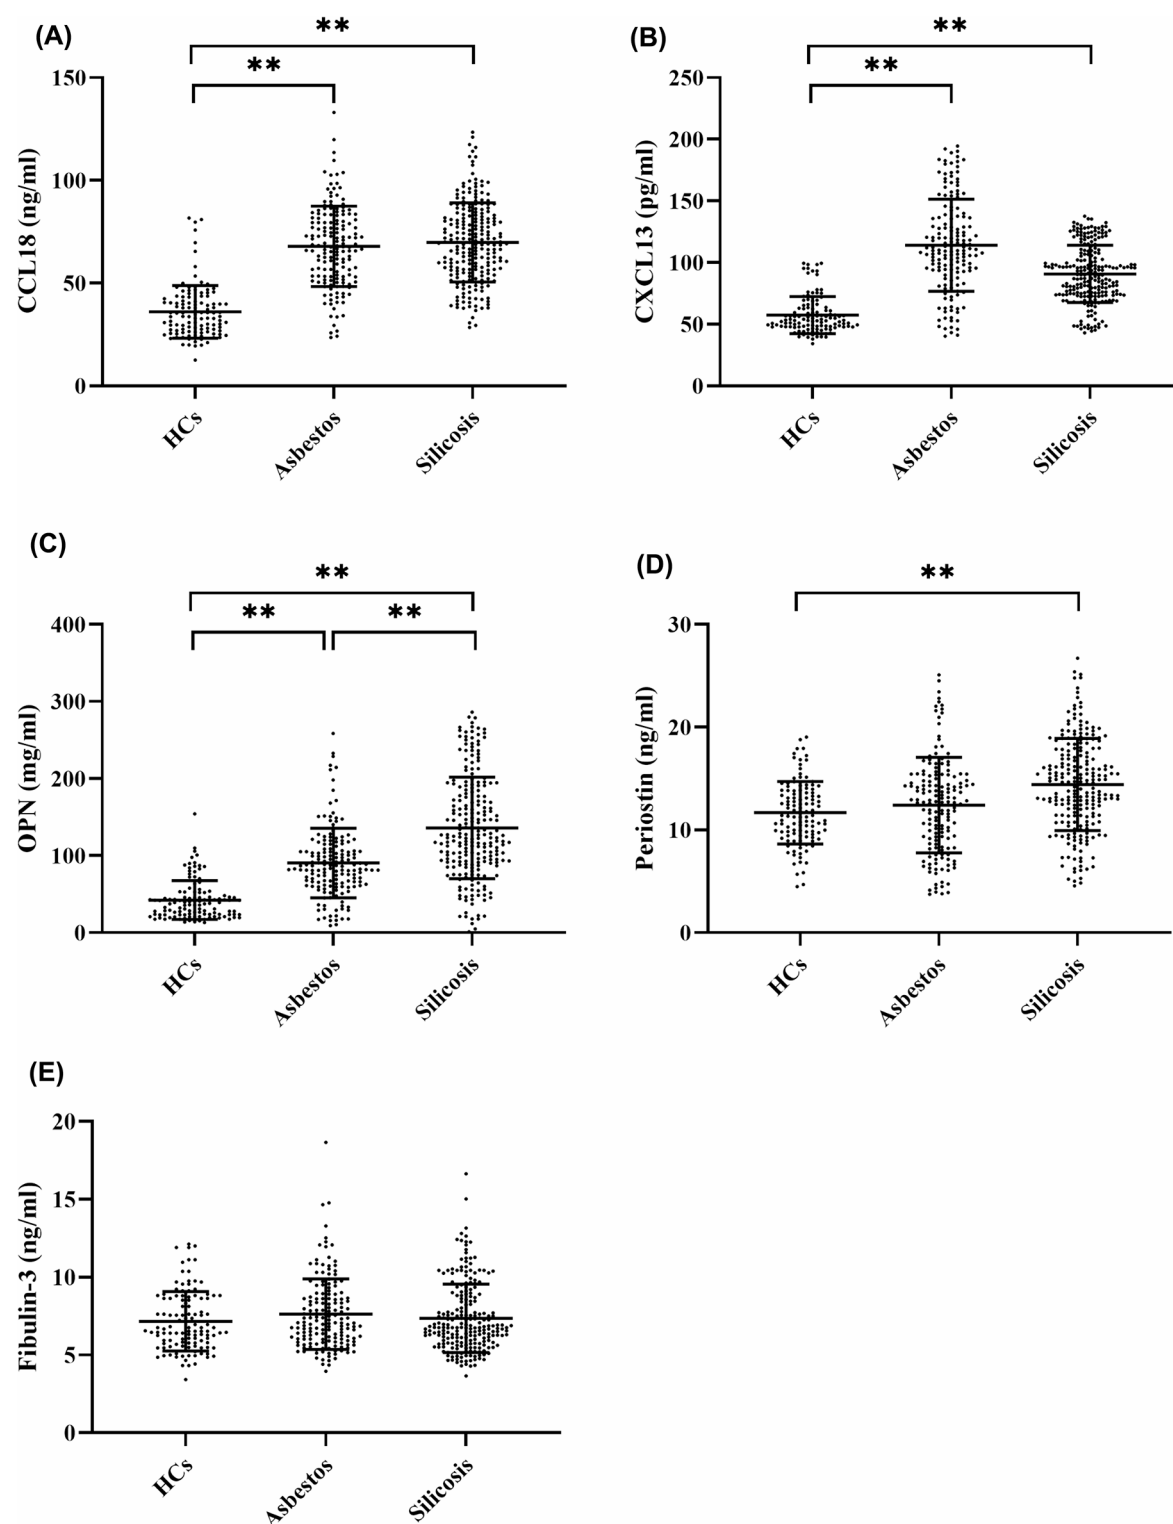 (A)
**
**
CCL18 (ng/ml)
150
100
50
0
HCs
Asbestos
Silicosis
(B)
**
**
CXCL13 (pg/ml)
250
200
150
100
50
0
HCs
Asbestos
Silicosis
(C)
**
**
**
OPN (mg/ml)
400
300
200
100
0
HCs
Asbestos
Silicosis
(D)
**
Periostin (ng/ml)
30
20
10
0
HCs
Asbestos
Silicosis
(E)
Fibulin-3 (ng/ml)
20
15
10
5
0
HCs
Asbestos
Silicosis